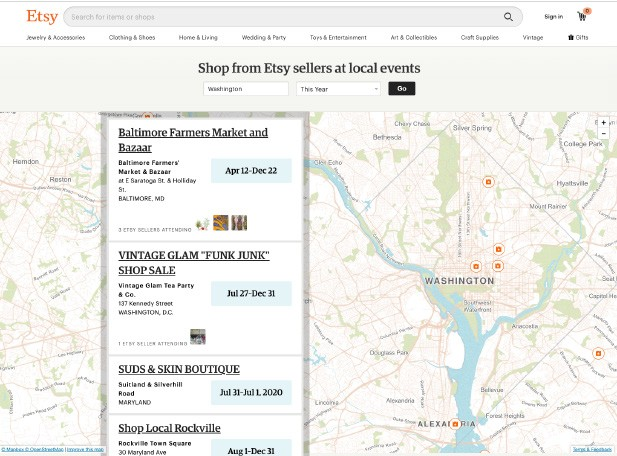 Etsy
Search for items or shops
Sign in
0
Jewelry & Accessories Clothing & Shoes Home & Living Wedding & Party Toys & Entertainment Art & Collectibles Craft Supplies Vintage Gifts
Shop from Etsy sellers at local events
Washington
This Year
Go
Baltimore Farmers Market and
Bazaar
Baltimore Farmers'
Market & Bazaar
at E Saratoga St. & Holliday
St.
BALTIMORE, MD
Apr 12-Dec 22
3 ETSY SELLERS ATTENDING
VINTAGE GLAM "FUNK JUNK"
SHOP SALE
Vintage Glam Tea Party
& Co.
137 Kennedy Street
WASHINGTON, D.C.
Jul 27-Dec 31
1 ETSY SELLER ATTENDING
SUDS & SKIN BOUTIQUE
Suitland & Silverhill
Road
MARYLAND
Jul 31-Jul 1, 2020
Shop Local Rockville
Rockville Town Square
30 Maryland Ave
Aug 1-Dec 31
Herndon
Reston
Chevy Chase
Bethesda
Silver Spring
College Park
Glen Echo
Hyattsville
Mount Rainier
WASHINGTON
Southwest
Waterfront
Anacostia
Douglass Park
Bellevue
Lincolnia
Alexandria
Forest Heights
ALEXANDRIA
+
−
© Mapbox © OpenStreetMap Improve this map
Terms & Feedback